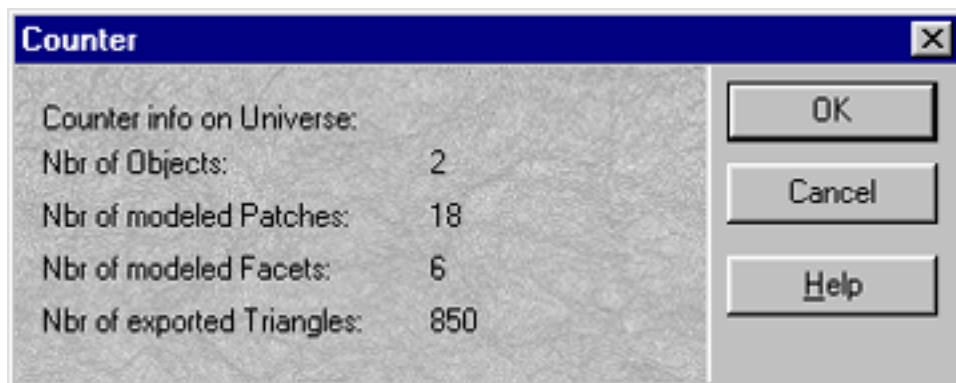 Counter
Counter info on Universe:
Nbr of Objects: 2
Nbr of modeled Patches: 18
Nbr of modeled Facets: 6
Nbr of exported Triangles: 850
OK
Cancel
Help